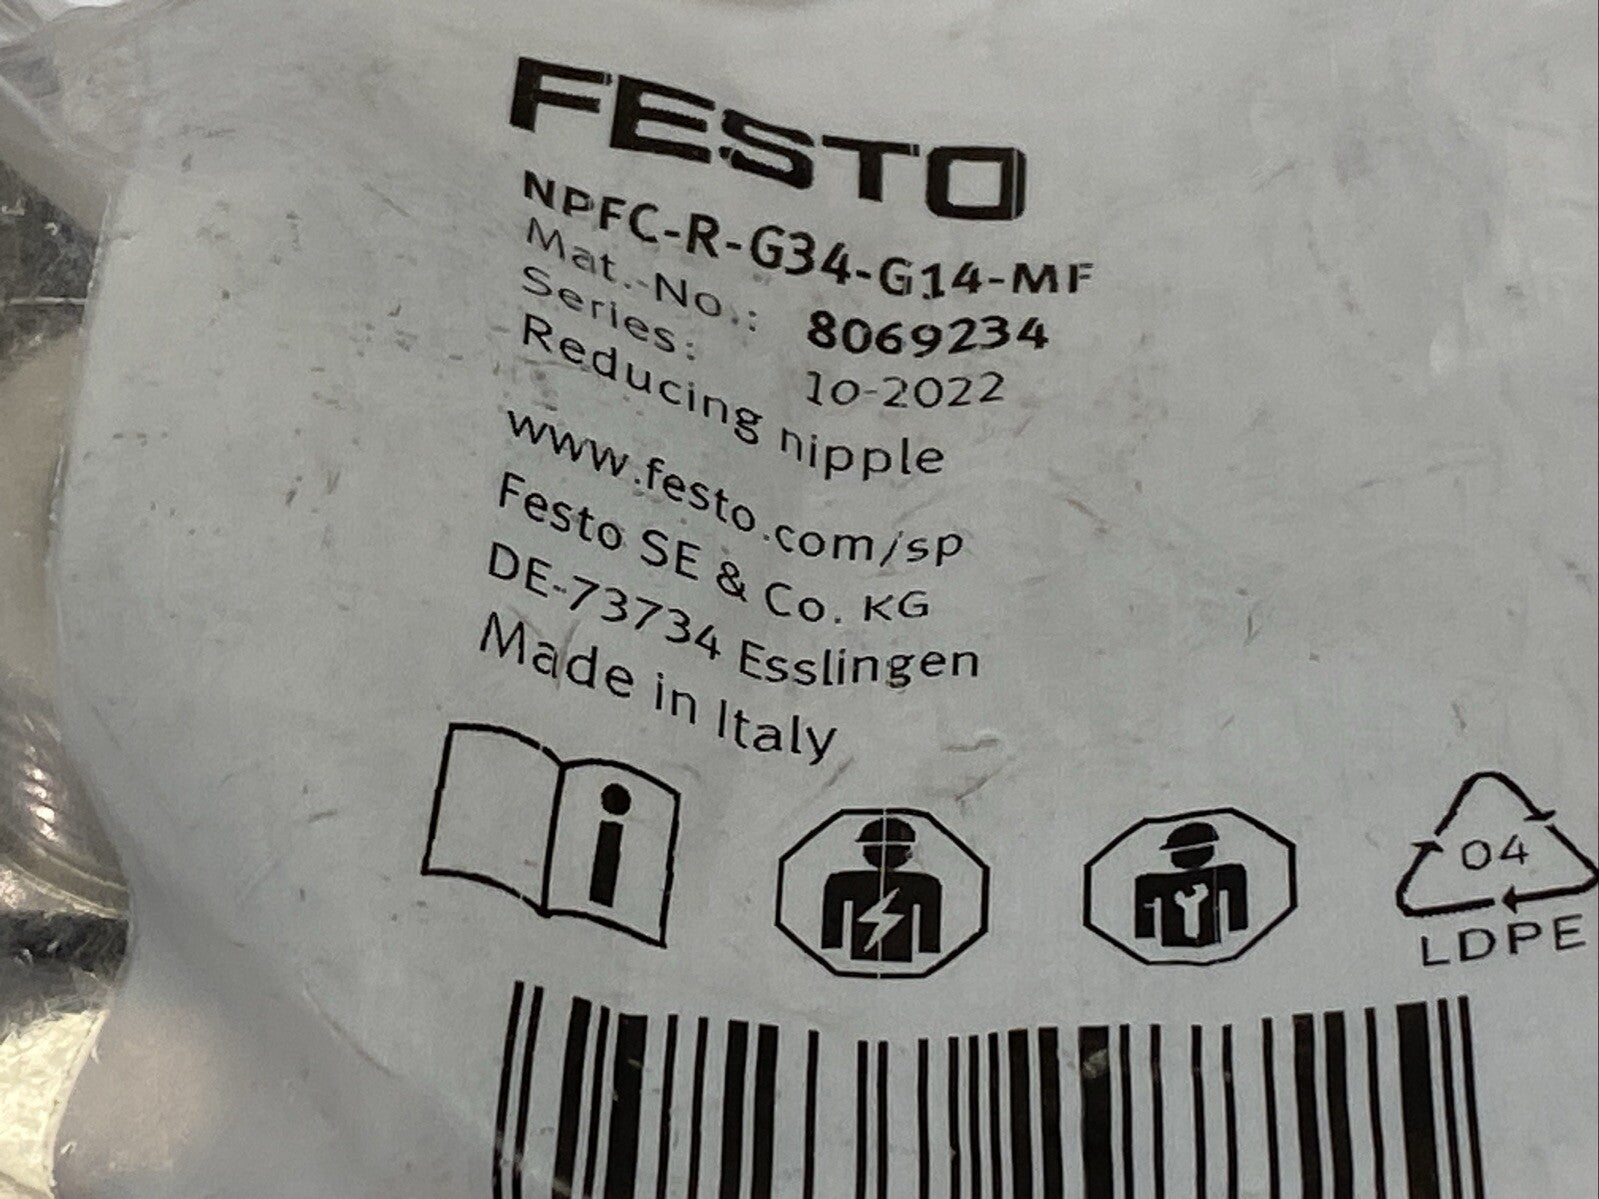 FESTO
NPFC-R-G34-G14-MF
Mat.-No.: 8069234
Series: 10-2022
Reducing nipple
www.festo.com/sp
Festo SE & Co. KG
DE-73734 Esslingen
Made in Italy
i
04
LDPE